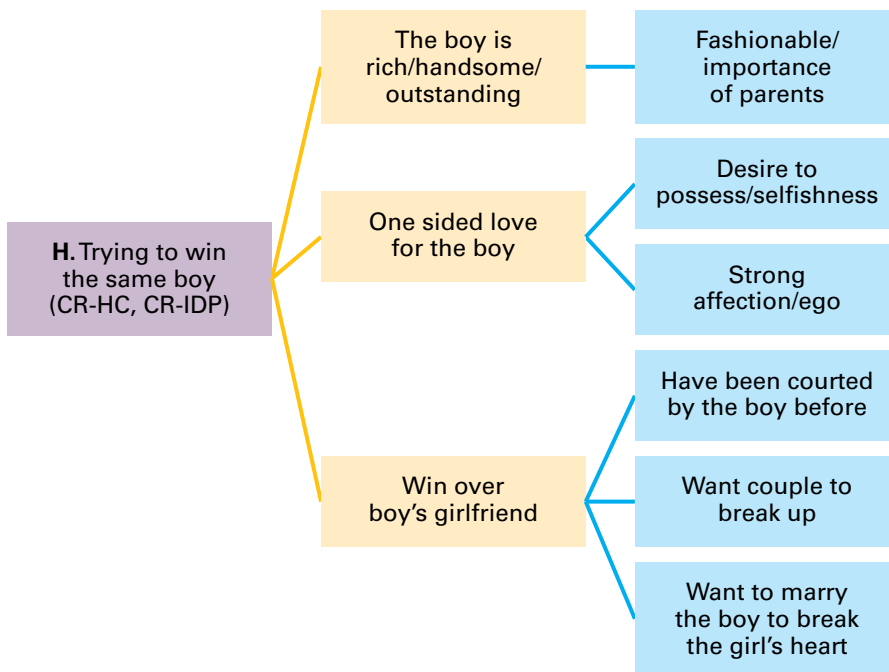 The boy is
rich/handsome/
outstanding
Fashionable/
importance
of parents
H. Trying to win
the same boy
(CR-HC, CR-IDP)
One sided love
for the boy
Desire to
possess/selfishness
Strong
affection/ego
Win over
boy's girlfriend
Have been courted
by the boy before
Want couple to
break up
Want to marry
the boy to break
the girl's heart